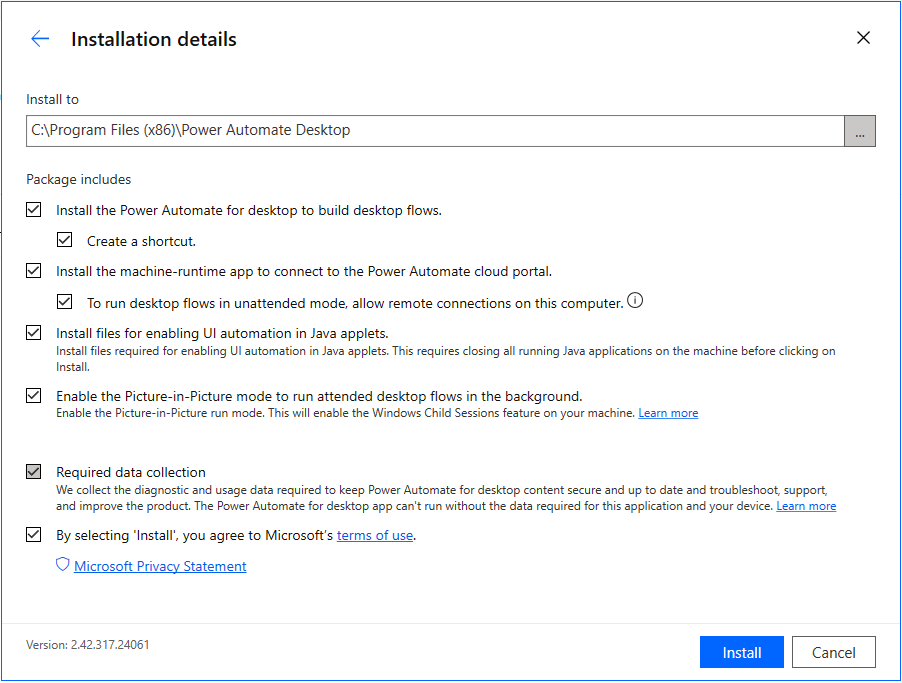 Installation details
Install to
C:\Program Files (x86)\Power Automate Desktop
...
Package includes
Install the Power Automate for desktop to build desktop flows.
Create a shortcut.
Install the machine-runtime app to connect to the Power Automate cloud portal.
To run desktop flows in unattended mode, allow remote connections on this computer.
Install files for enabling UI automation in Java applets.
Install files required for enabling UI automation in Java applets. This requires closing all running Java applications on the machine before clicking on
Install.
Enable the Picture-in-Picture mode to run attended desktop flows in the background.
Enable the Picture-in-Picture run mode. This will enable the Windows Child Sessions feature on your machine. Learn more
Required data collection
We collect the diagnostic and usage data required to keep Power Automate for desktop content secure and up to date and troubleshoot, support,
and improve the product. The Power Automate for desktop app can't run without the data required for this application and your device. Learn more
By selecting 'Install', you agree to Microsoft’s terms of use.
Microsoft Privacy Statement
Version: 2.42.317.24061
Install
Cancel